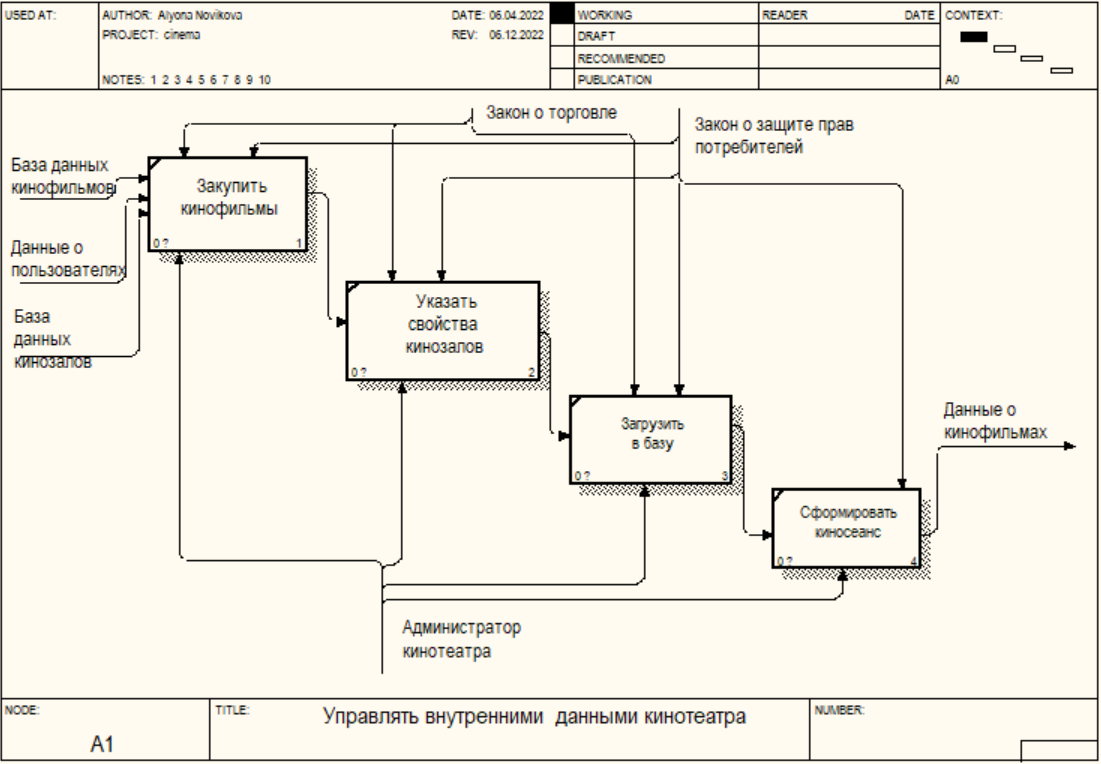 USED AT:
AUTHOR: Alyona Novikova
DATE: 06.04.2022
WORKING
READER
DATE
CONTEXT:
PROJECT: cinema
REV: 06.12.2022
DRAFT
RECOMMENDED
NOTES: 1 2 3 4 5 6 7 8 9 10
PUBLICATION
A0
Закон о торговле
Закон о защите прав
потребителей
База данных
кинофильмов
Закупить
кинофильмы
0 ?
1
Данные о
пользователях
База
данных
кинозалов
Указать
свойства
кинозалов
0 ?
2
Загрузить
в базу
0 ?
3
Данные о
кинофильмах
Сформировать
киносеанс
0 ?
4
Администратор
кинотеатра
NODE:
A1
TITLE:
Управлять внутренними данными кинотеатра
NUMBER: